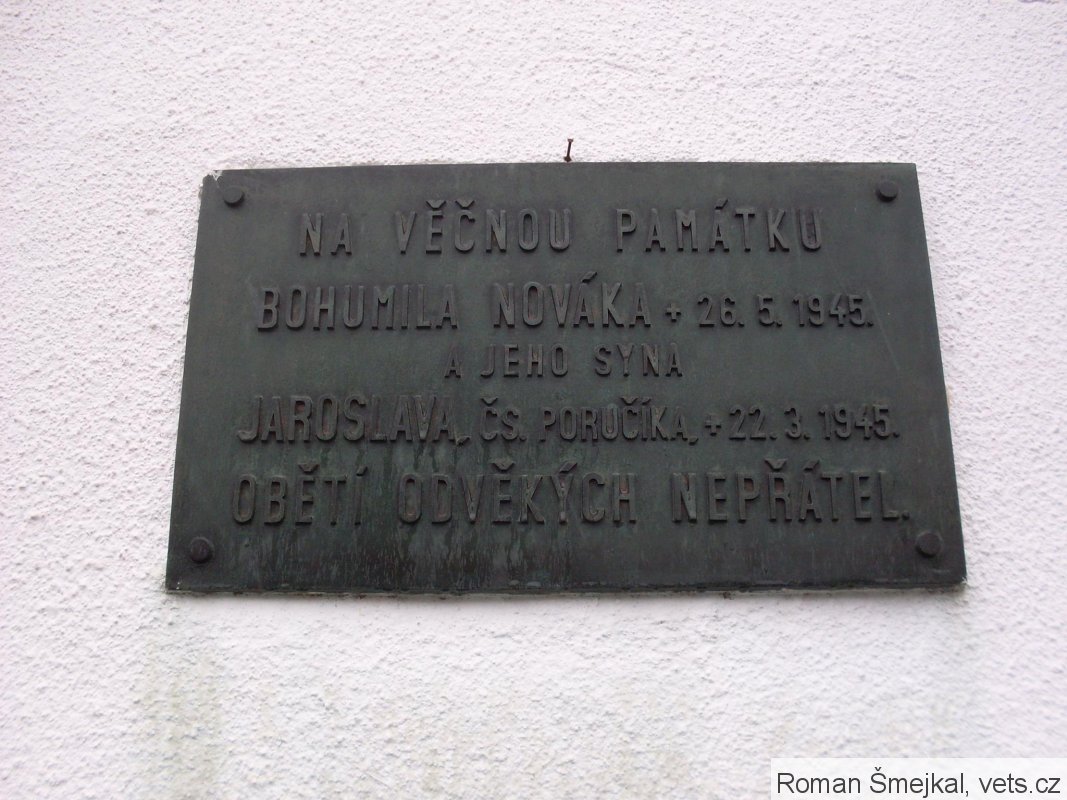 NA VĚČNOU PAMÁTKU
BOHUMILA NOVÁKA + 26. 5. 1945.
A JEHO SYNA
JAROSLAVA, ČS. PORUČÍKA, + 22. 3. 1945.
OBĚTÍ ODVĚKÝCH NEPŘÁTEL.
Roman Šmejkal, vets.cz